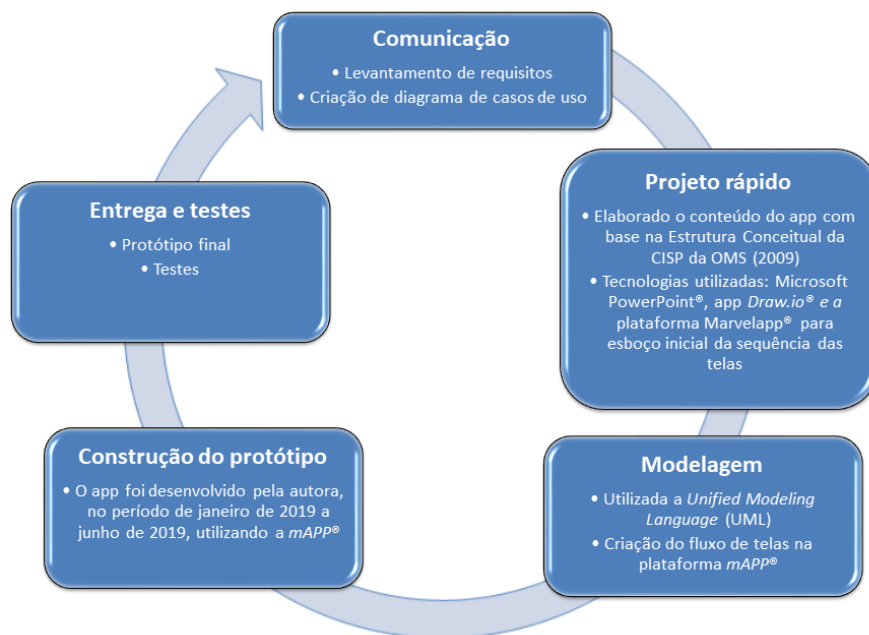 Comunicação
• Levantamento de requisitos
• Criação de diagrama de casos de uso
Projeto rápido
• Elaborado o conteúdo do app com
base na Estrutura Conceitual da
CISP da OMS (2009)
• Tecnologias utilizadas: Microsoft
PowerPoint®, app Draw.io® e a
plataforma Marvelapp® para
esboço inicial da sequência das
telas
Modelagem
• Utilizada a Unified Modeling
Language (UML)
• Criação do fluxo de telas na
plataforma mAPP®
Construção do protótipo
• O app foi desenvolvido pela autora,
no período de janeiro de 2019 a
junho de 2019, utilizando a mAPP®
Entrega e testes
• Protótipo final
• Testes